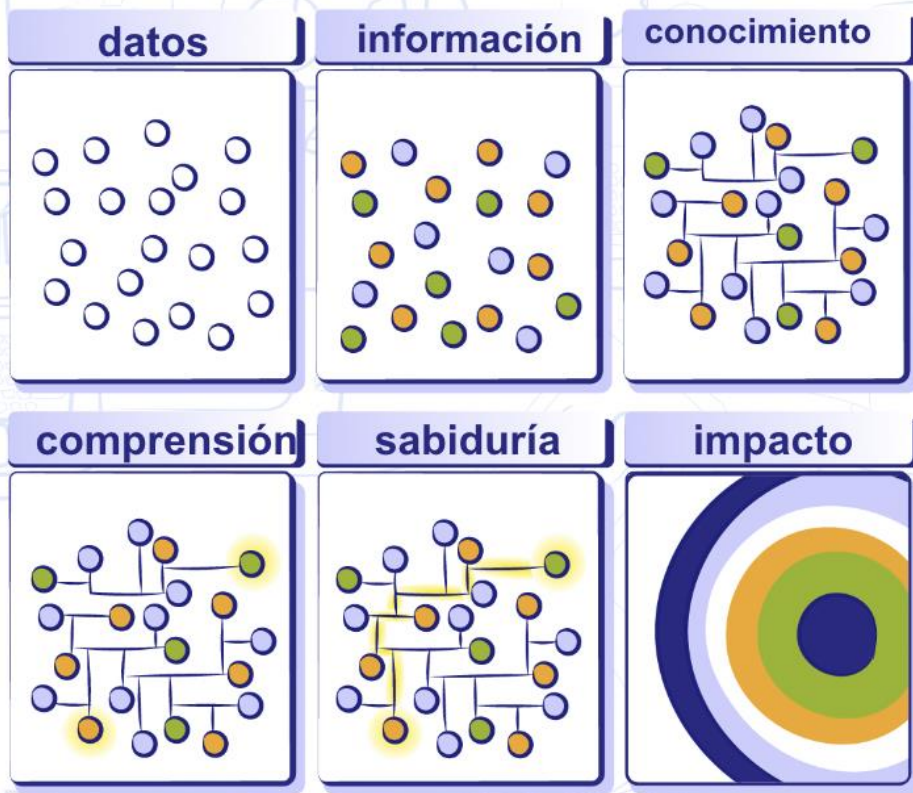 datos
información
conocimiento
comprensión
sabiduría
impacto